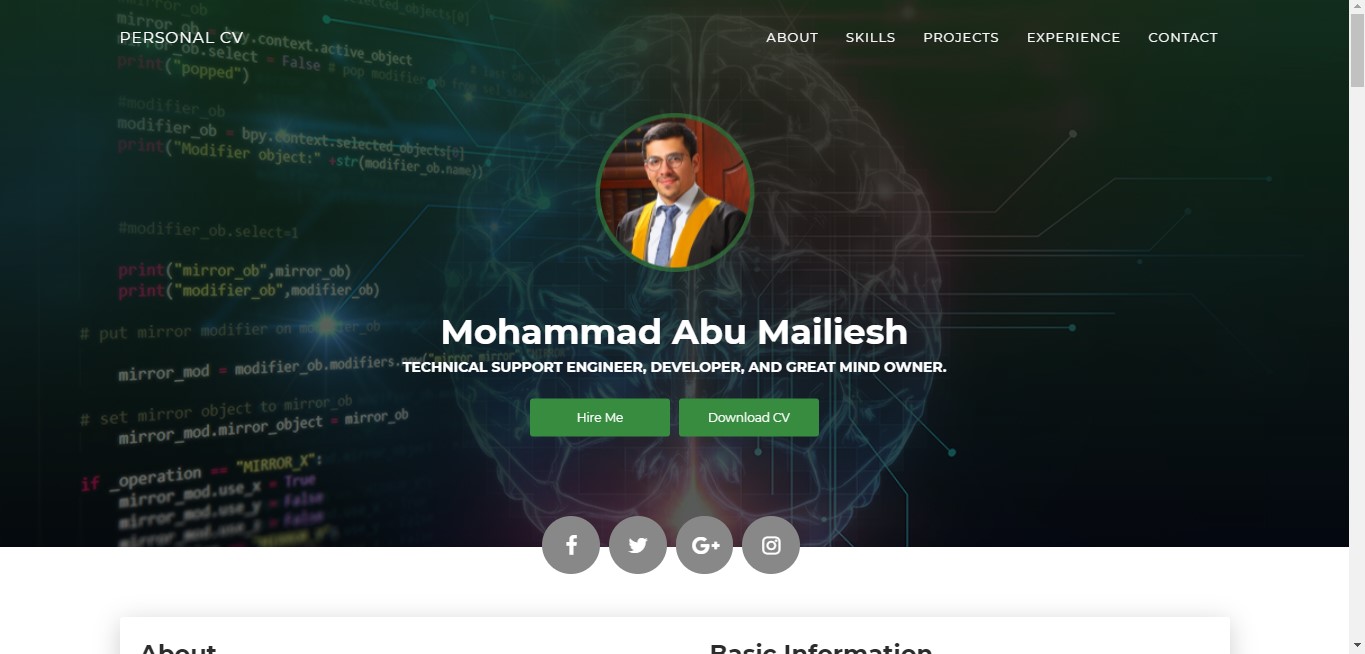 PERSONAL CV
ABOUT SKILLS PROJECTS EXPERIENCE CONTACT
mirror_ob
bpy.context.active_object
mirror_ob.select = False # pop modifier_ob from sel_
print("popped")
#modifier_ob
modifier_ob = bpy.context.selected_objects[0]
print("Modifier object:" +str(modifier_ob.name))
#modifier_ob.select=1
print("mirror_ob",mirror_ob)
print("modifier_ob",modifier_ob)
# put mirror modifier on modifier_ob
mirror_mod = modifier_ob.modifiers.new("mirror_mirror","MIRROR")
# set mirror object to mirror_ob
mirror_mod.mirror_object = mirror_ob
if _operation == "MIRROR_X":
mirror_mod.use_x = True
mirror_mod.use_y = False
mirror_mod.use_z = False
Mohammad Abu Mailiesh
TECHNICAL SUPPORT ENGINEER, DEVELOPER, AND GREAT MIND OWNER.
Hire Me
Download CV
f
G+
About
Basic Information